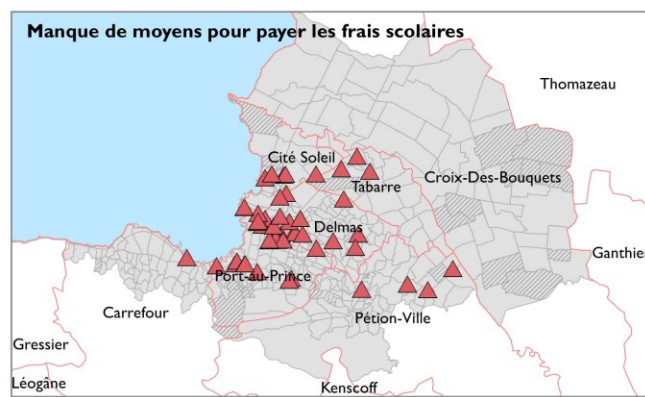 Manque de moyens pour payer les frais scolaires
Thomazeau
Cité Soleil
Tabarre
Croix-Des-Bouquets
Delmas
Ganthier
Port-au-Prince
Carrefour
Pétion-Ville
Gressier
Léogâne
Kenscoff